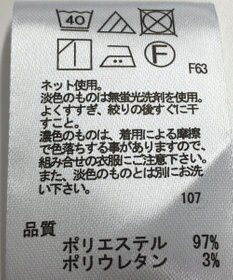 40
F
F63
ネット使用。
淡色のものは無蛍光洗剤を使用。
よくすすぎ、絞りの後すぐに干
すこと。
濃色のものは、着用による摩擦
で色落ちする事がありますので、
組み合せの衣服にご注意下さい。
また、淡色のものとは別にお洗
い下さい。
107
品質
ポリエステル 97%
ポリウレタン 3%